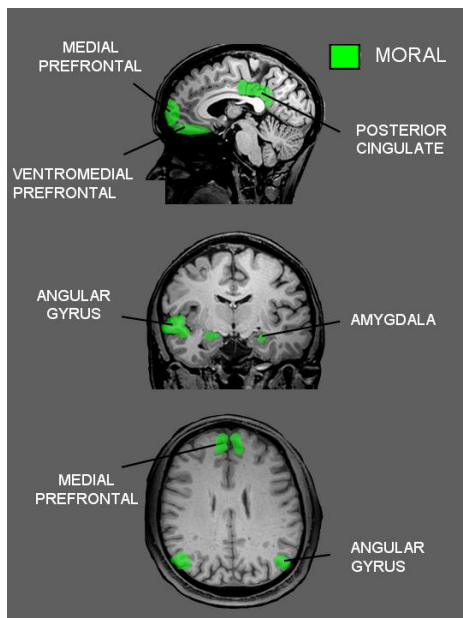 MEDIAL
PREFRONTAL
MORAL
POSTERIOR
CINGULATE
VENTROMEDIAL
PREFRONTAL
ANGULAR
GYRUS
AMYGDALA
MEDIAL
PREFRONTAL
ANGULAR
GYRUS